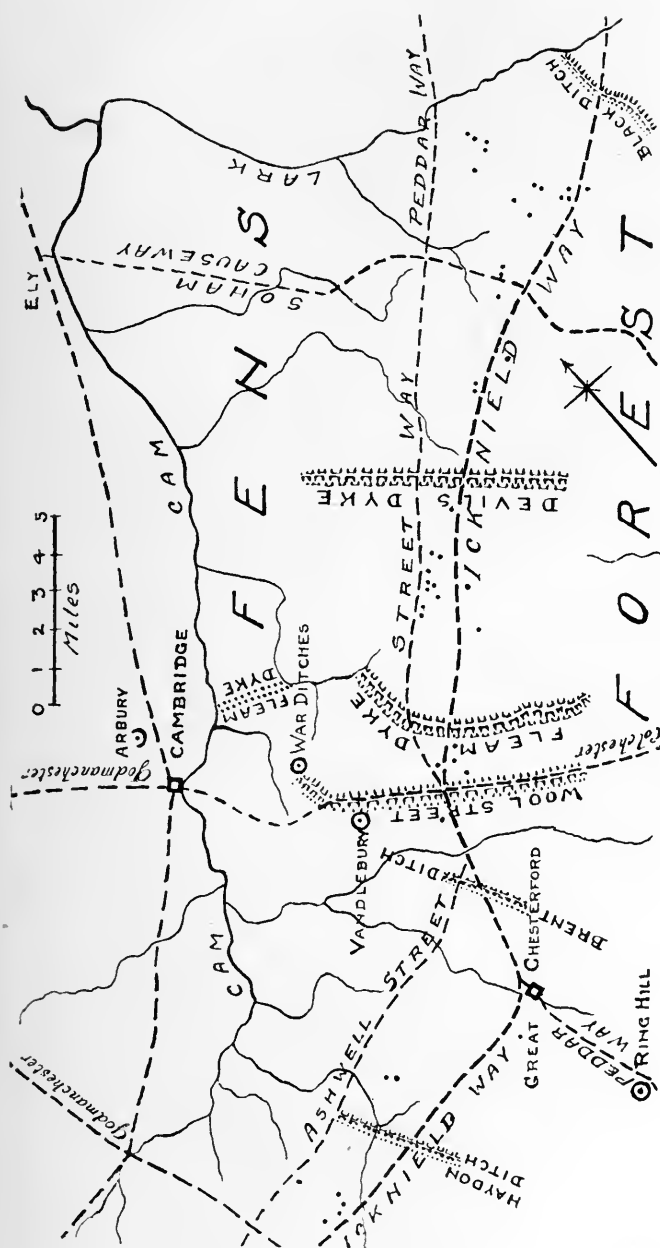 ELY
SOHAM CAUSEWAY
LARK
PEDDAR WAY
BLACK DITCH
FENS
CAM
STREET WAY
ICKNIELD WAY
DEVIL'S DYKE
FOREST
0 1 2 3 4 5
Miles
ARBURY
CAMBRIDGE
Godmanchester
FLEAM DYKE
WAR DITCHES
FLEAM DYKE
Colchester
WOOL STREET
VANDLEBURY
BRENT DITCH
CAM
ASHWELL STREET
GREAT CHESTERFORD
PEDDAR WAY
RING HILL
Godmanchester
ICKNIELD WAY
HAYDON DITCH